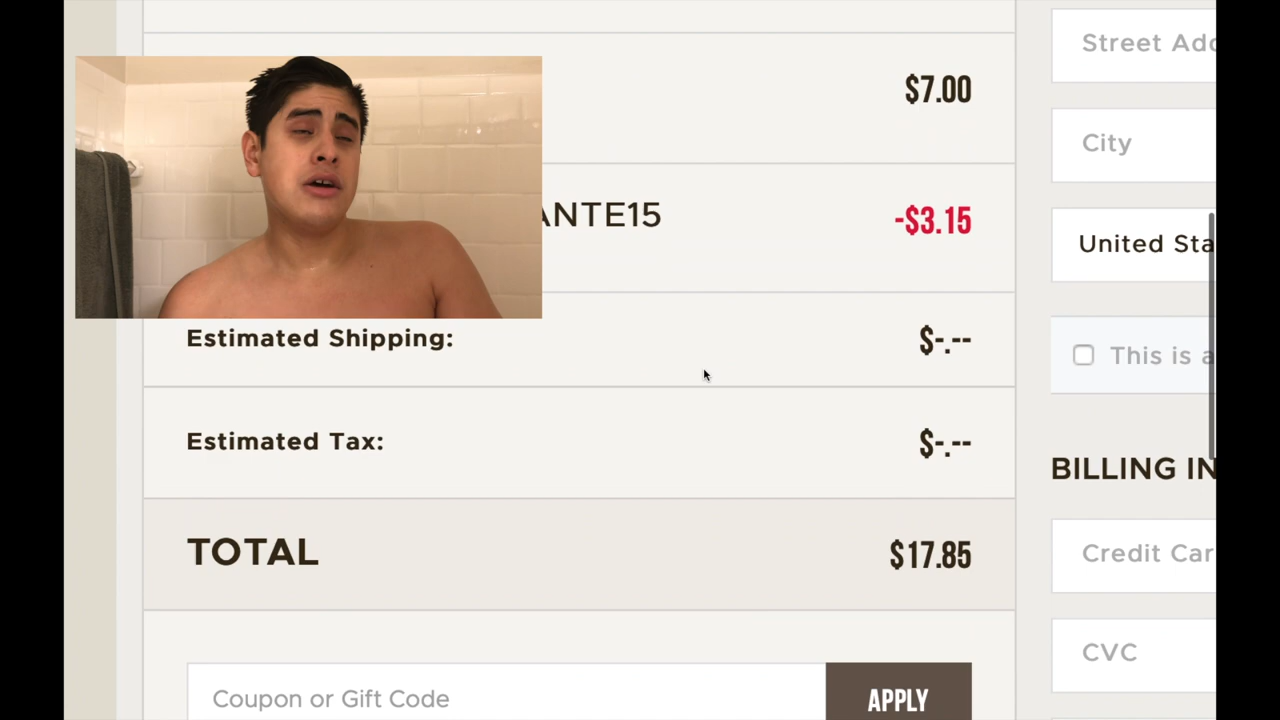 $7.00
ANTE15 -$3.15
Estimated Shipping: $-.--
Estimated Tax: $-.--
TOTAL $17.85
Coupon or Gift Code APPLY
Street Add
City
United Sta
This is a
BILLING IN
Credit Car
CVC